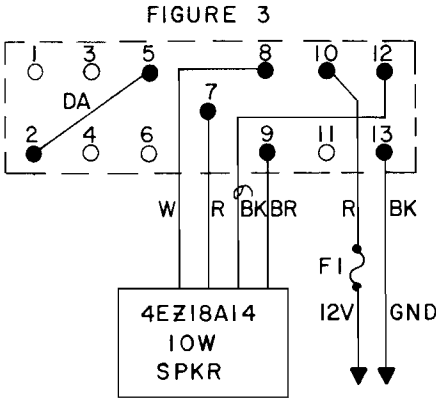 FIGURE 3
1 3 5 8 10 12
DA 7
2 4 6 9 11 13
W R BK BR R BK
F1
4EZ18A14 12V GND
10W
SPKR